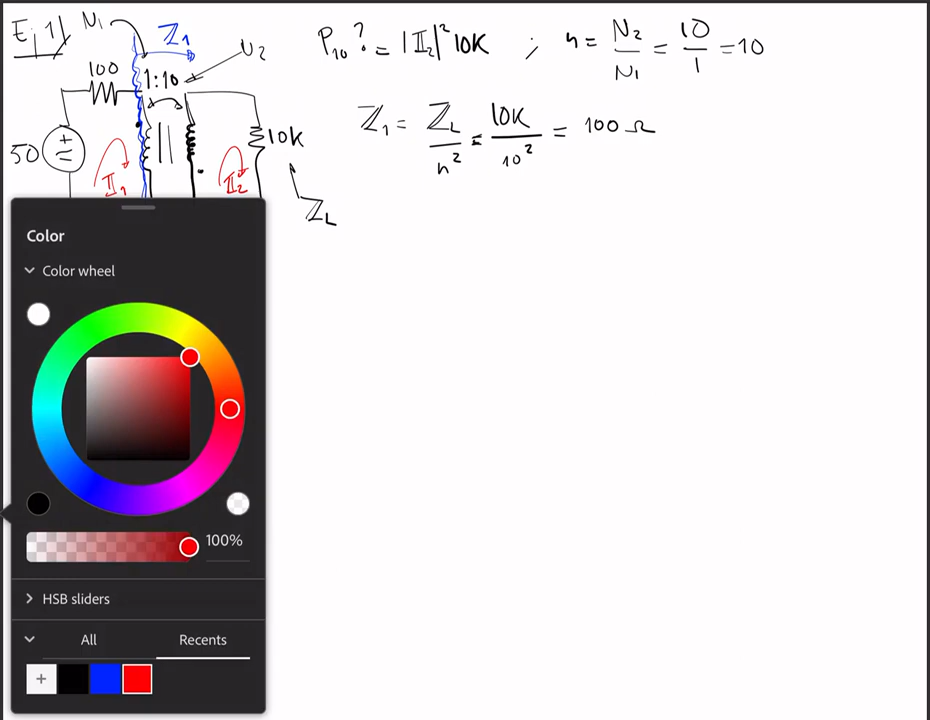 Ej 1) N1 Z1 N2
100 1:10
50 10K
I1 I2 ZL
P10? = |I2|² 10K ; n = N2/N1 = 10/1 = 10
Z1 = ZL/n² = 10K/10² = 100 Ω
Color
Color wheel
100%
HSB sliders
All Recents